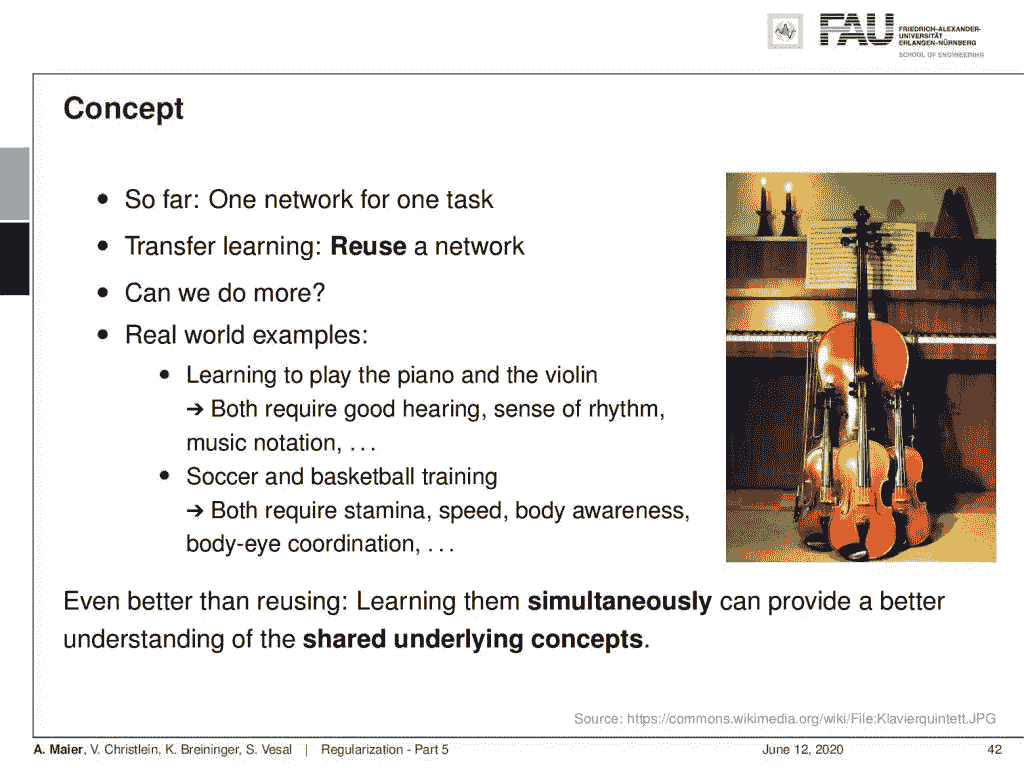 FAU
FRIEDRICH-ALEXANDER-
UNIVERSITÄT
ERLANGEN-NÜRNBERG
SCHOOL OF ENGINEERING
Concept
• So far: One network for one task
• Transfer learning: Reuse a network
• Can we do more?
• Real world examples:
• Learning to play the piano and the violin
➔ Both require good hearing, sense of rhythm,
music notation, . . .
• Soccer and basketball training
➔ Both require stamina, speed, body awareness,
body-eye coordination, . . .
Even better than reusing: Learning them simultaneously can provide a better
understanding of the shared underlying concepts.
Source: https://commons.wikimedia.org/wiki/File:Klavierquintett.JPG
A. Maier, V. Christlein, K. Breininger, S. Vesal | Regularization - Part 5 June 12, 2020 42